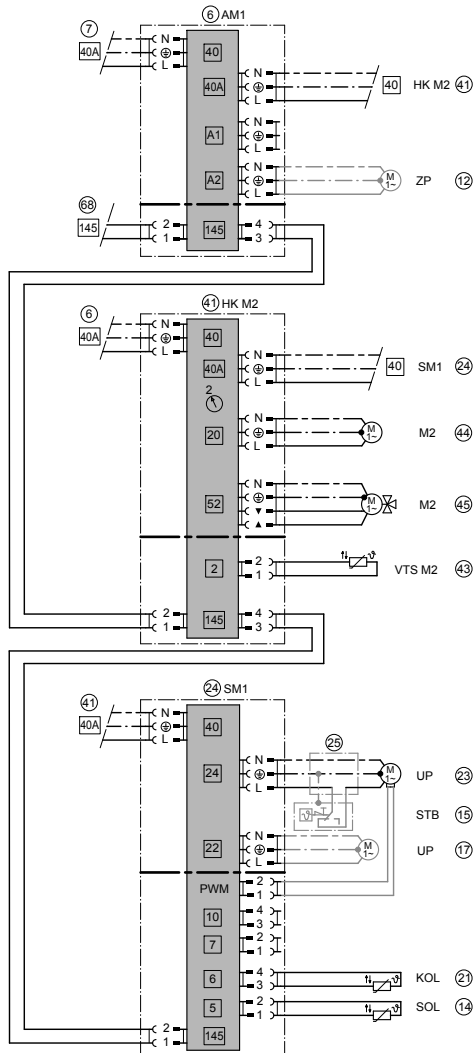 6 AM1
7
40A N 40
L
N
40A 40 HK M2 41
L
N
A1
L
N
A2 M 1~ ZP 12
L
68
145 2 145 4
1 3
41 HK M2
6
40A N 40
L
N
40A 40 SM1 24
L
2
N
20 M 1~ M2 44
L
N
52 M 1~ M2 45
▼
▲
2 2 ϑ VTS M2 43
1
2 145 4
1 3
24 SM1
41
40A N 40
L
25
N
24 M 1~ UP 23
L
ϑ STB 15
N
22 M 1~ UP 17
L
PWM 2
1
10 4
3
7 2
1
6 4 ϑ KOL 21
3
5 2 ϑ SOL 14
1
2 145
1